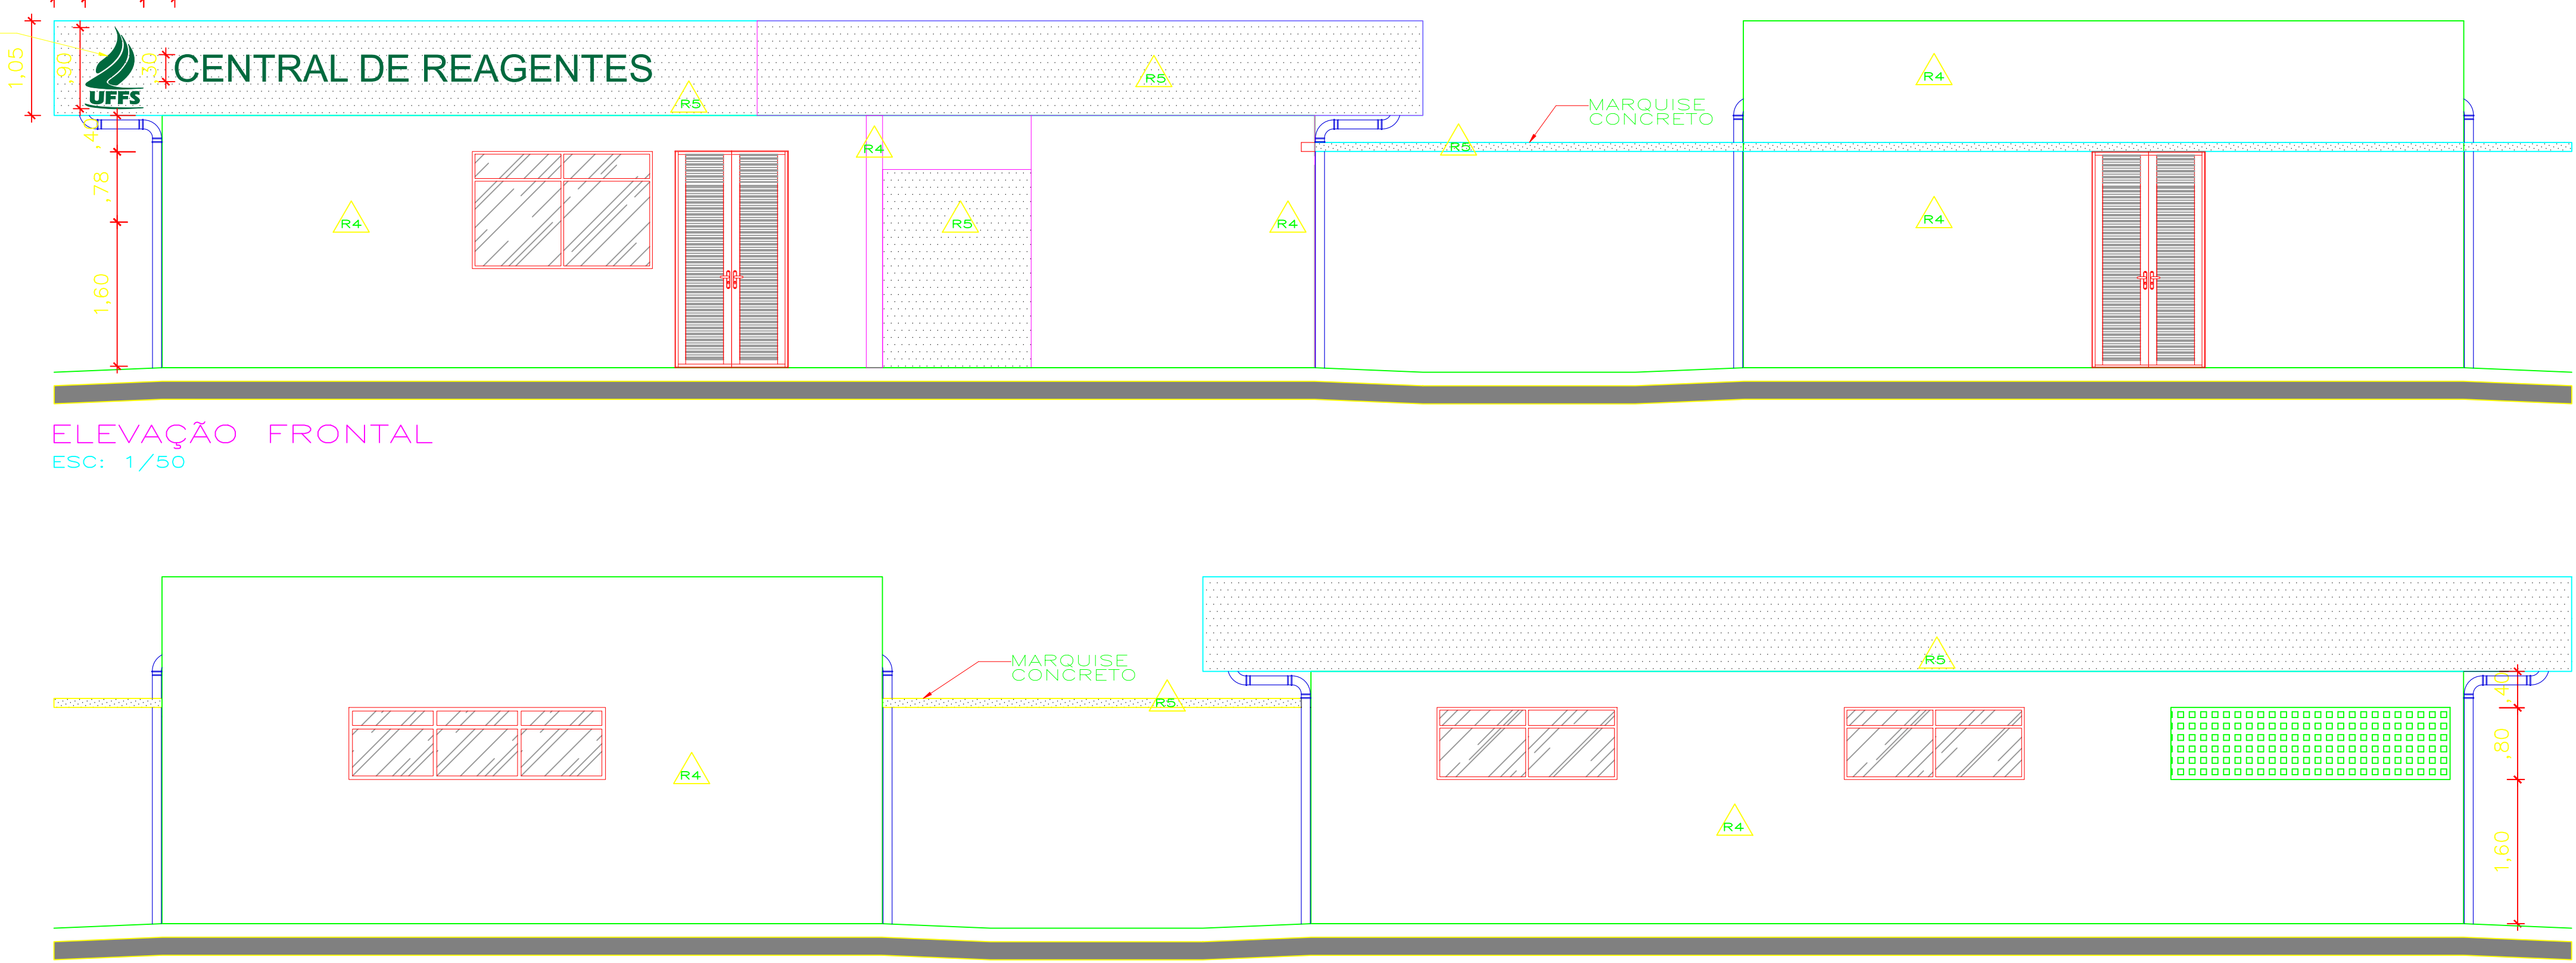 1,05
,90
,30
UFFS
CENTRAL DE REAGENTES
R5
R5
R4
MARQUISE
CONCRETO
,40
R4
R5
,78
R4
R5
R4
R4
1,60
ELEVAÇÃO FRONTAL
ESC: 1/50
MARQUISE
CONCRETO
R5
R5
,40
R4
,80
R4
1,60